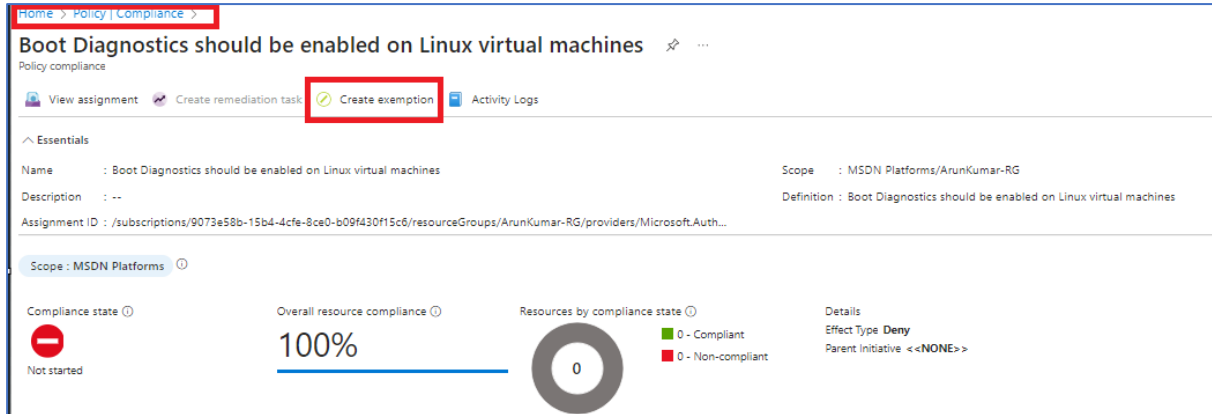 Home > Policy | Compliance >
Boot Diagnostics should be enabled on Linux virtual machines ...
Policy compliance
View assignment Create remediation task Create exemption Activity Logs
Essentials
Name : Boot Diagnostics should be enabled on Linux virtual machines Scope : MSDN Platforms/ArunKumar-RG
Description : -- Definition : Boot Diagnostics should be enabled on Linux virtual machines
Assignment ID : /subscriptions/9073e58b-15b4-4cfe-8ce0-b09f430f15c6/resourceGroups/ArunKumar-RG/providers/Microsoft.Auth...
Scope : MSDN Platforms
Compliance state Overall resource compliance Resources by compliance state Details
100% 0 - Compliant Effect Type Deny
0 - Non-compliant Parent Initiative <<NONE>>
Not started 0